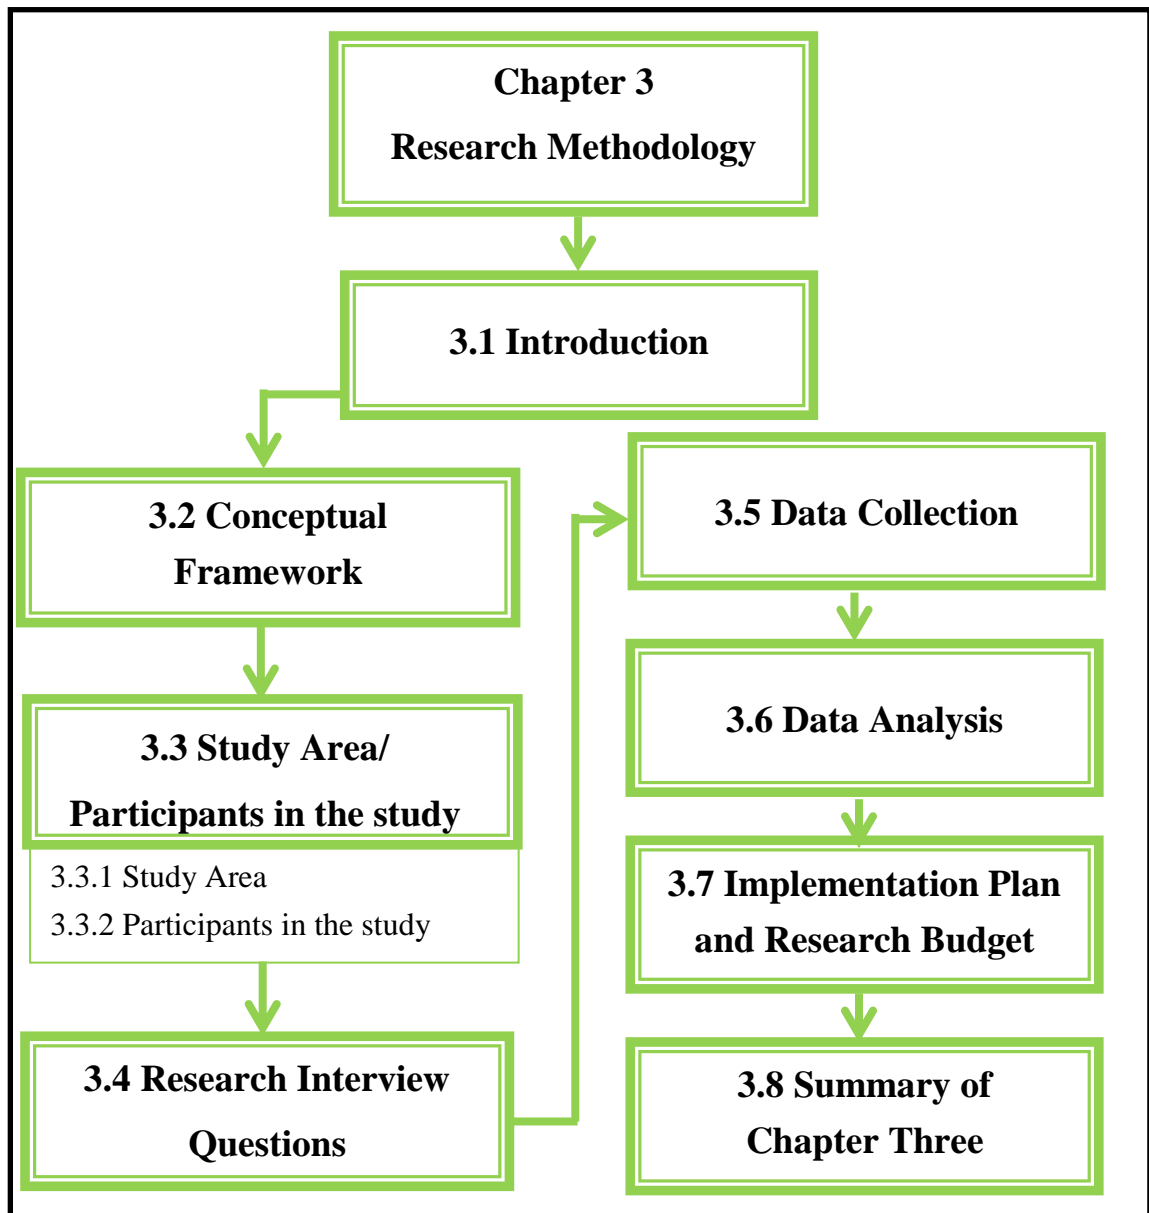 Chapter 3
Research Methodology
3.1 Introduction
3.2 Conceptual
Framework
3.3 Study Area/
Participants in the study
3.3.1 Study Area
3.3.2 Participants in the study
3.4 Research Interview
Questions
3.5 Data Collection
3.6 Data Analysis
3.7 Implementation Plan
and Research Budget
3.8 Summary of
Chapter Three